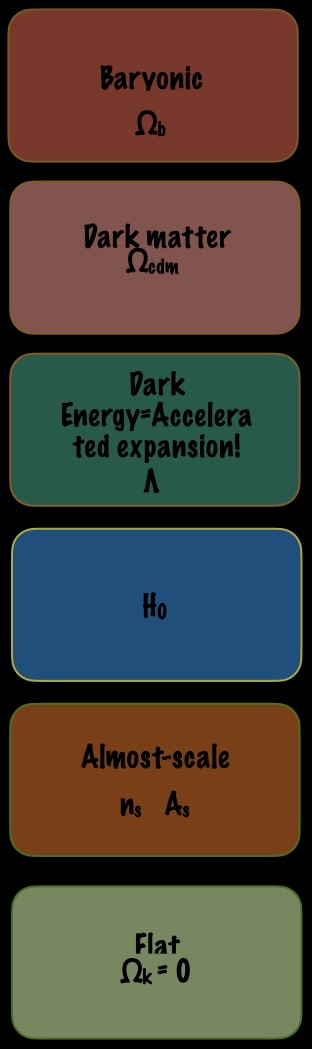 Baryonic
Ωb
Dark matter
Ωcdm
Dark
Energy=Accelera
ted expansion!
Λ
H0
Almost-scale
ns As
Flat
Ωk = 0